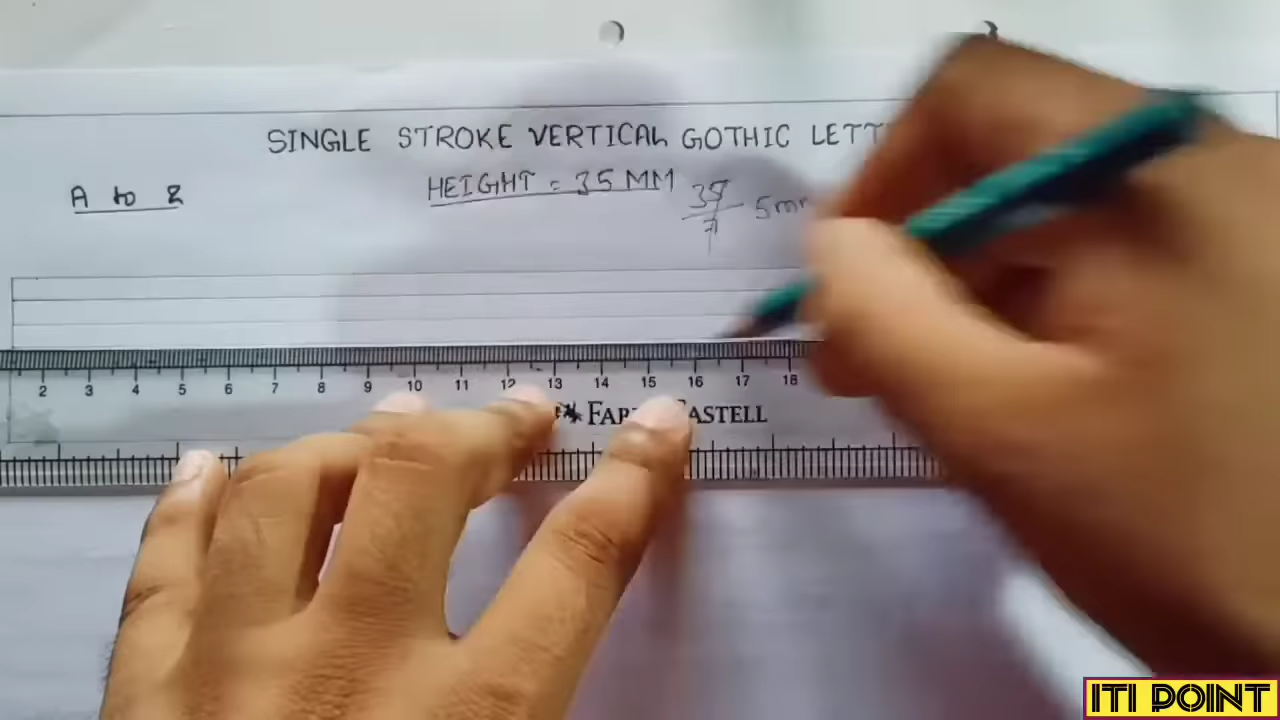 SINGLE STROKE VERTICAL GOTHIC LETT
HEIGHT = 35 MM
A to Z
35
7
5mm
2 3 4 5 6 7 8 9 10 11 12 13 14 15 16 17 18
ITI POINT